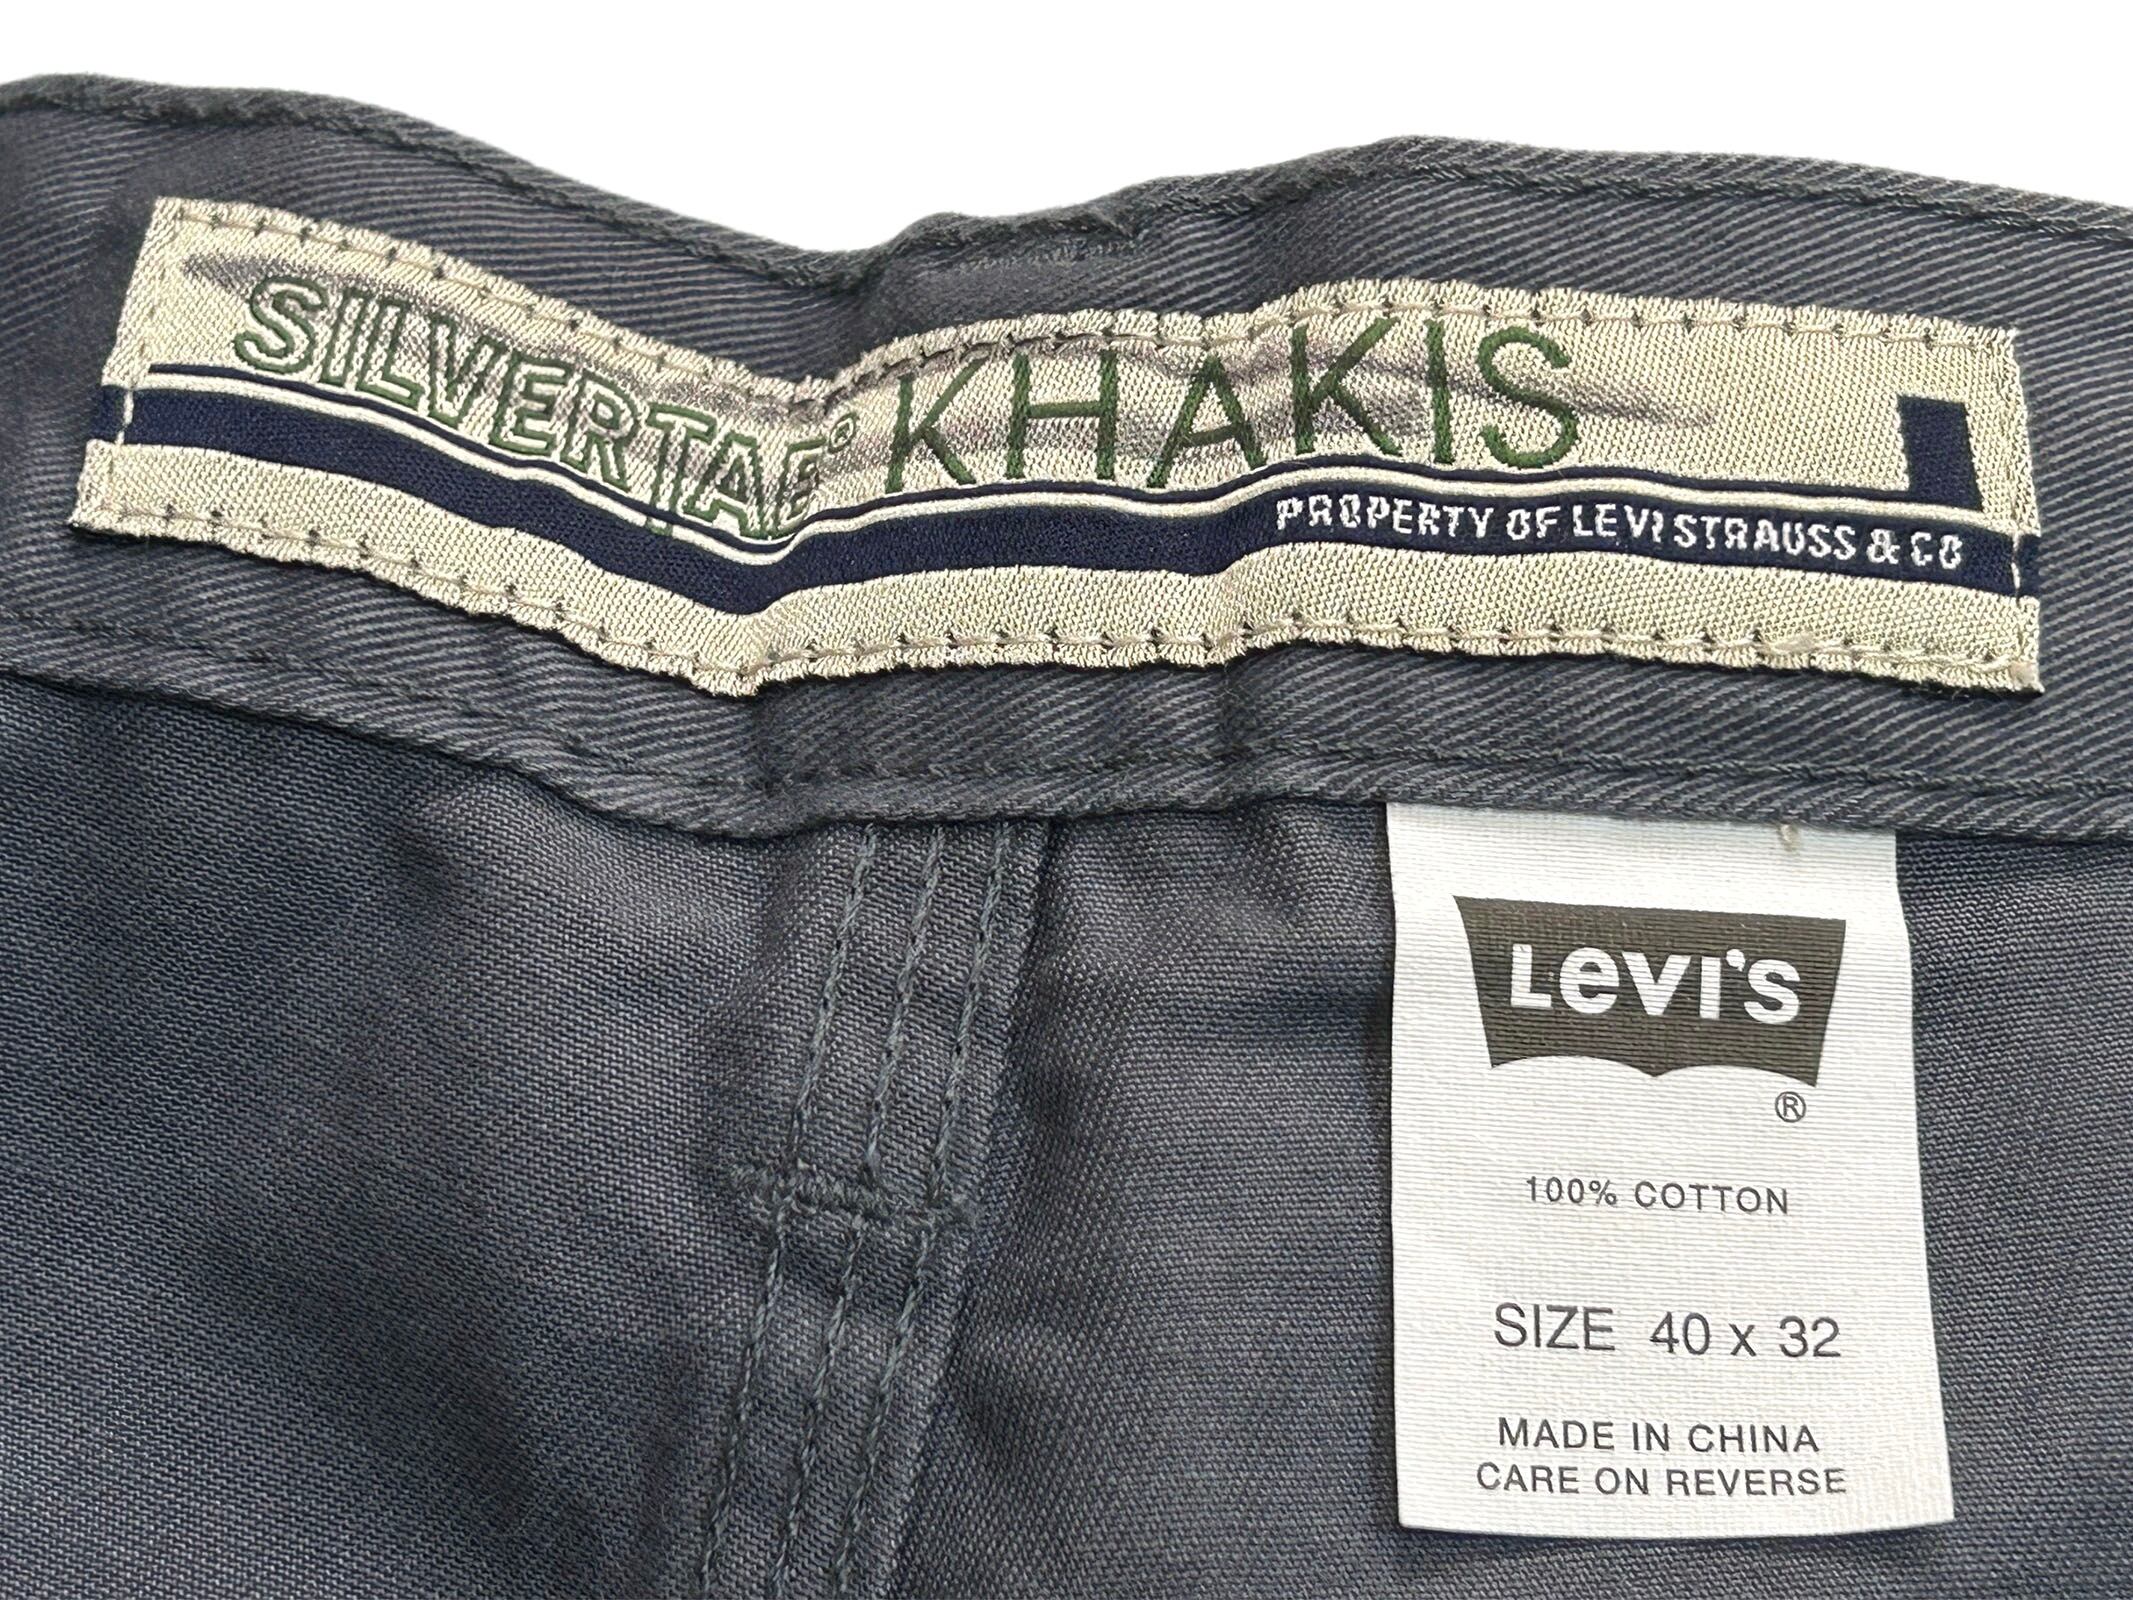 SILVERTAB® KHAKIS
PROPERTY OF LEVI STRAUSS & CO
LEVI'S
®
100% COTTON
SIZE 40 x 32
MADE IN CHINA
CARE ON REVERSE